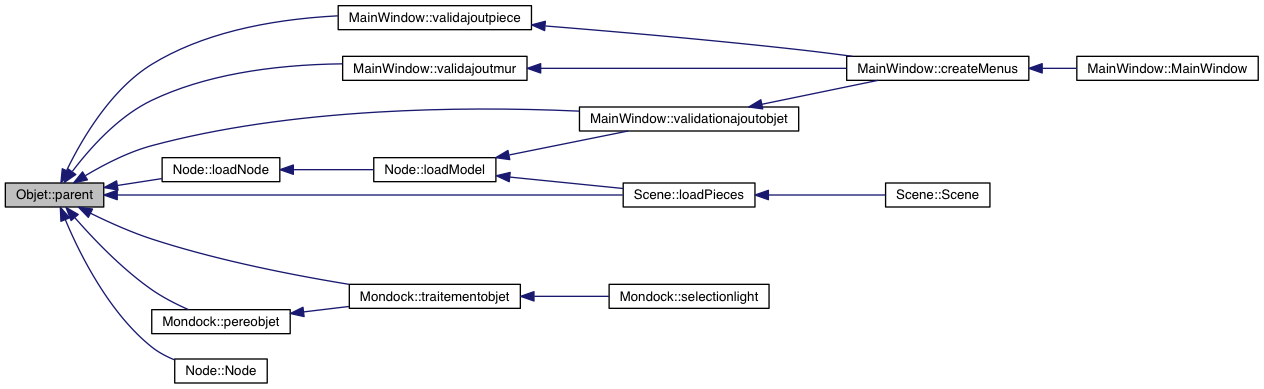 MainWindow::validajoutpiece
MainWindow::validajoutmur
MainWindow::createMenus
MainWindow::MainWindow
MainWindow::validationajoutobjet
Node::loadNode
Node::loadModel
Objet::parent
Scene::loadPieces
Scene::Scene
Mondock::traitementobjet
Mondock::selectionlight
Mondock::pereobjet
Node::Node